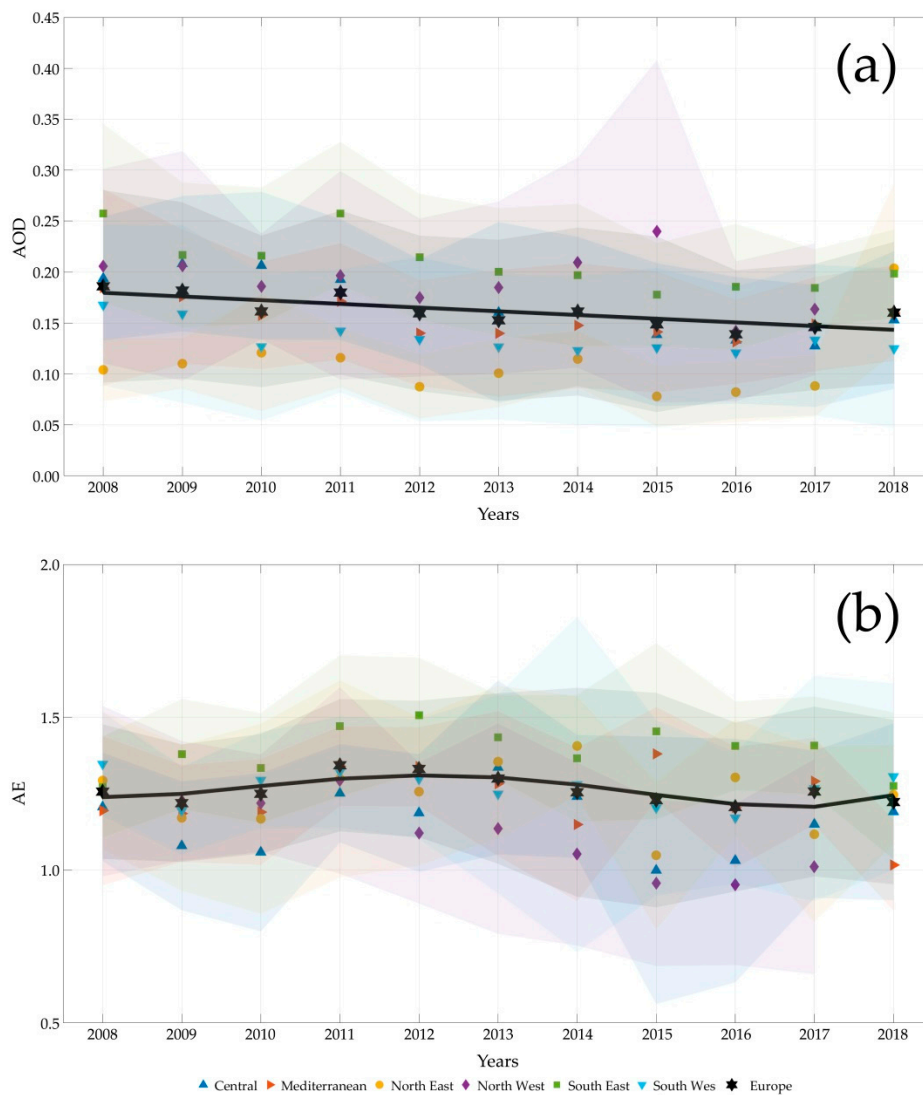 0.45
(a)
0.40
0.35
0.30
0.25
AOD
0.20
0.15
0.10
0.05
0.00
2008 2009 2010 2011 2012 2013 2014 2015 2016 2017 2018
Years
2.0
(b)
1.5
AE
1.0
0.5
2008 2009 2010 2011 2012 2013 2014 2015 2016 2017 2018
Years
Central Mediterranean North East North West South East South Wes Europe